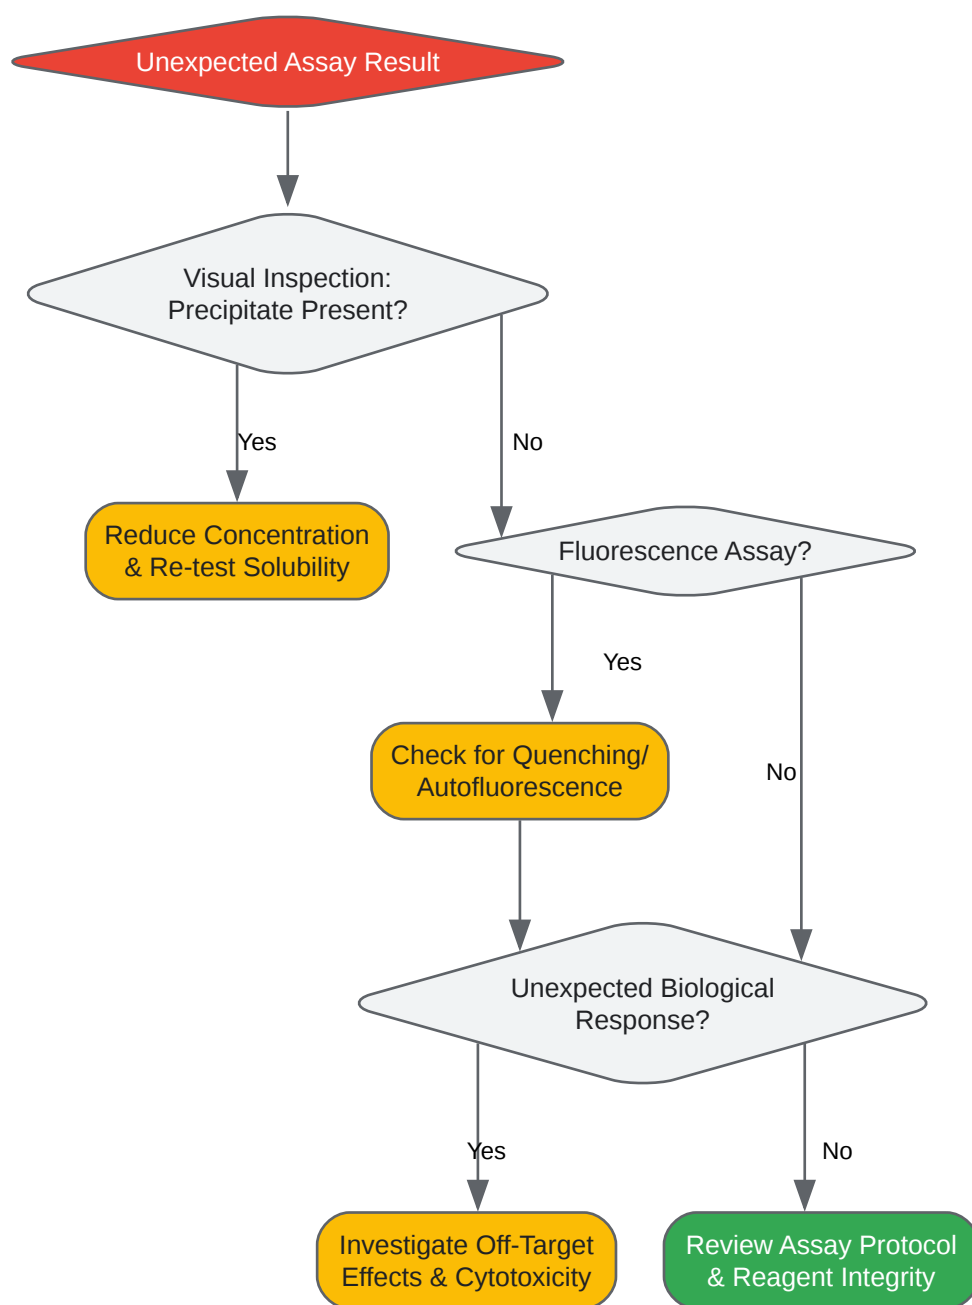 Unexpected Assay Result
Visual Inspection:
Precipitate Present?
Yes
No
Reduce Concentration
& Re-test Solubility
Fluorescence Assay?
Yes
Check for Quenching/
Autofluorescence
No
Unexpected Biological
Response?
Yes
No
Investigate Off-Target
Effects & Cytotoxicity
Review Assay Protocol
& Reagent Integrity